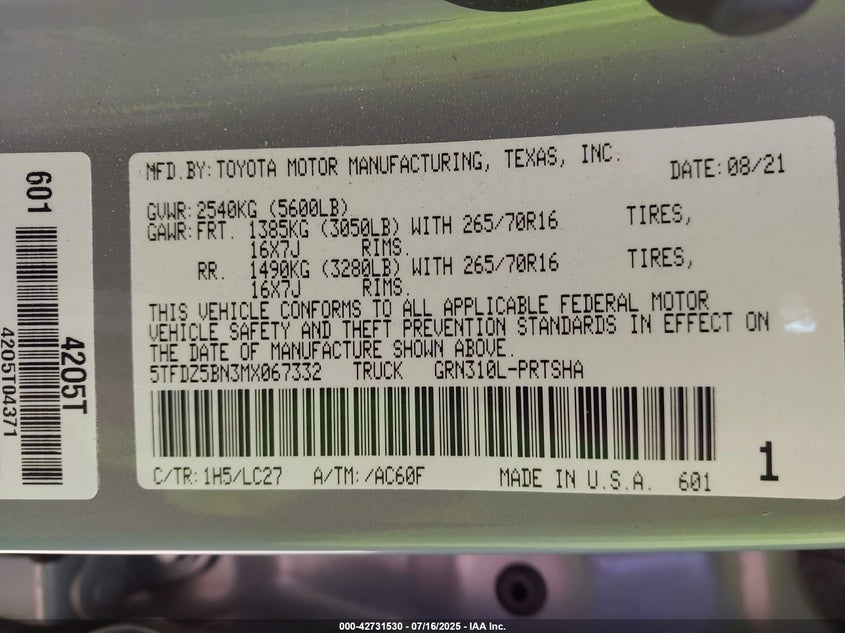 601
4205T
4205T04371
MFD.BY:TOYOTA MOTOR MANUFACTURING, TEXAS, INC. DATE:08/21
GVWR:2540KG (5600LB)
GAWR:FRT. 1385KG (3050LB) WITH 265/70R16 TIRES,
16X7J RIMS.
RR. 1490KG (3280LB) WITH 265/70R16 TIRES,
16X7J RIMS.
THIS VEHICLE CONFORMS TO ALL APPLICABLE FEDERAL MOTOR
VEHICLE SAFETY AND THEFT PREVENTION STANDARDS IN EFFECT ON
THE DATE OF MANUFACTURE SHOWN ABOVE.
5TFDZ5BN3MX067332 TRUCK GRN310L-PRTSHA
C/TR:1H5/LC27 A/TM:/AC60F MADE IN U.S.A. 601
1
000-42731530 - 07/16/2025 - IAA Inc.